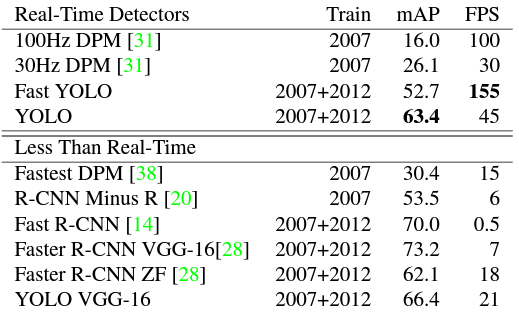 Real-Time Detectors Train mAP FPS
100Hz DPM [31] 2007 16.0 100
30Hz DPM [31] 2007 26.1 30
Fast YOLO 2007+2012 52.7 155
YOLO 2007+2012 63.4 45
Less Than Real-Time
Fastest DPM [38] 2007 30.4 15
R-CNN Minus R [20] 2007 53.5 6
Fast R-CNN [14] 2007+2012 70.0 0.5
Faster R-CNN VGG-16[28] 2007+2012 73.2 7
Faster R-CNN ZF [28] 2007+2012 62.1 18
YOLO VGG-16 2007+2012 66.4 21